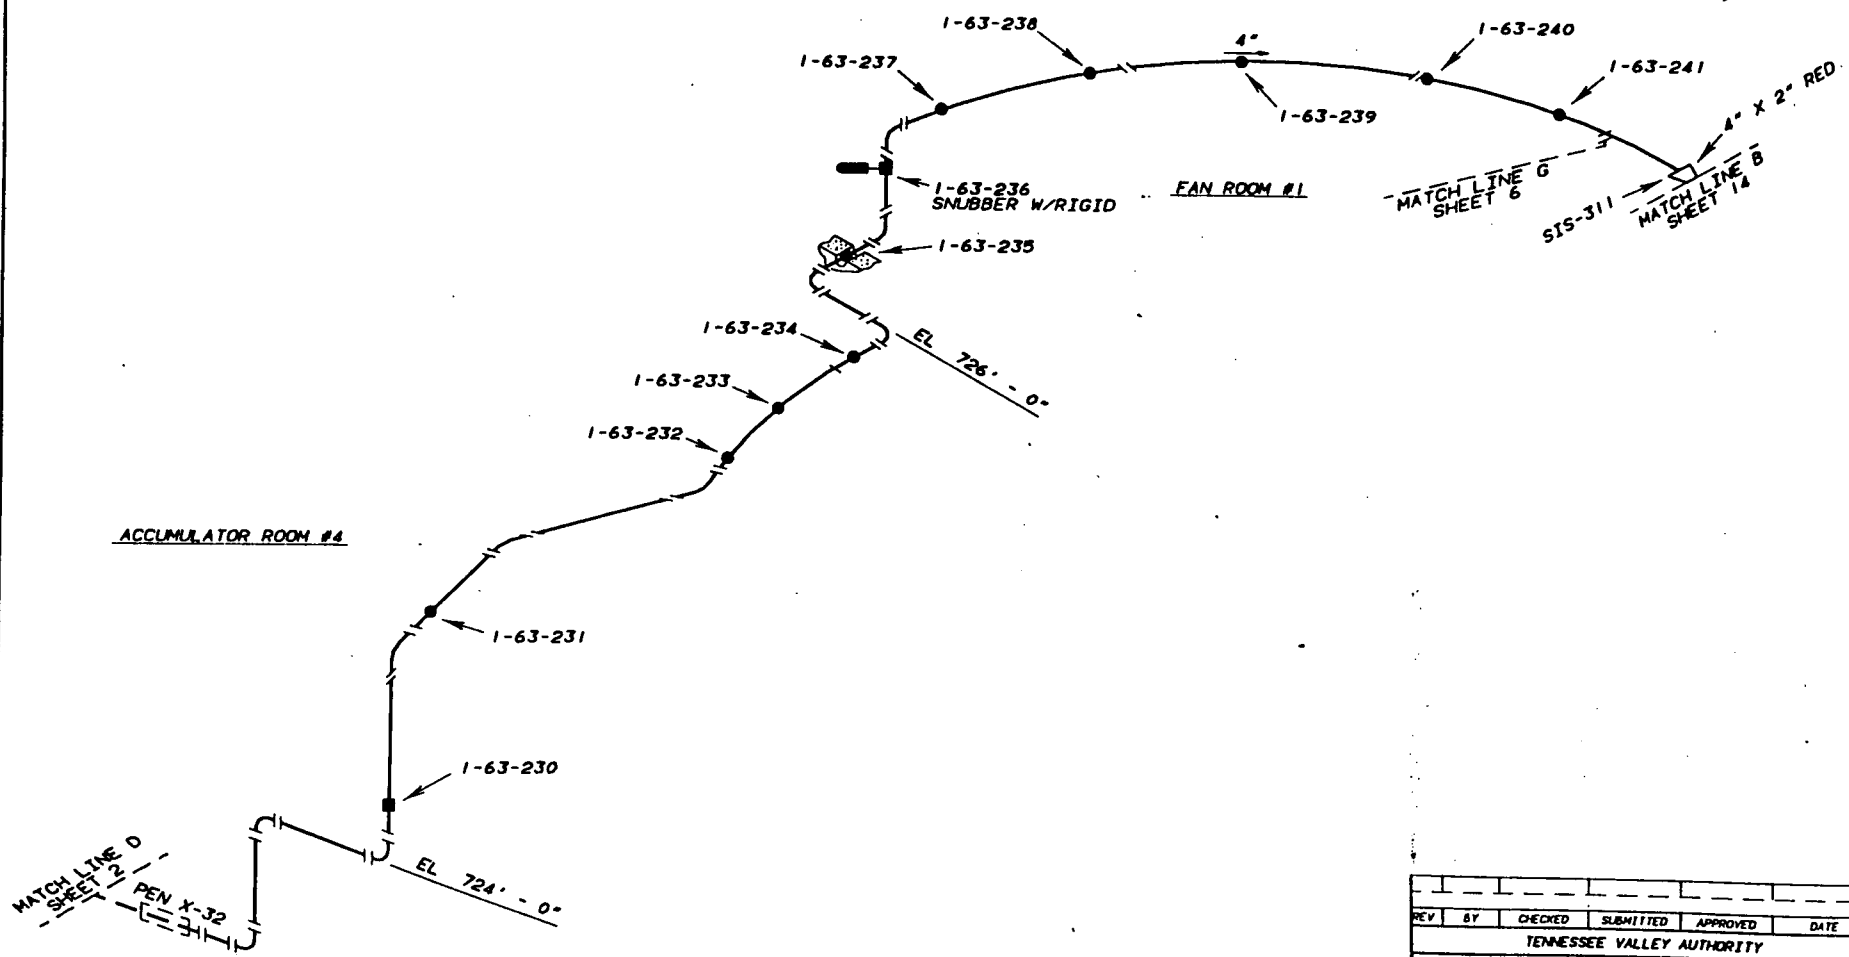 1-63-238
4"
1-63-240
1-63-237
1-63-241
1-63-239
4" X 2" RED
1-63-236
SNUBBER W/RIGID
FAN ROOM #1
MATCH LINE G
SHEET 6
SIS-311
MATCH LINE B
SHEET 14
1-63-235
1-63-234
EL 726' - 0"
1-63-233
1-63-232
ACCUMULATOR ROOM #4
1-63-231
1-63-230
EL 724' - 0"
MATCH LINE D
SHEET 2
PEN X-32
REV BY CHECKED SUBMITTED APPROVED DATE
TENNESSEE VALLEY AUTHORITY